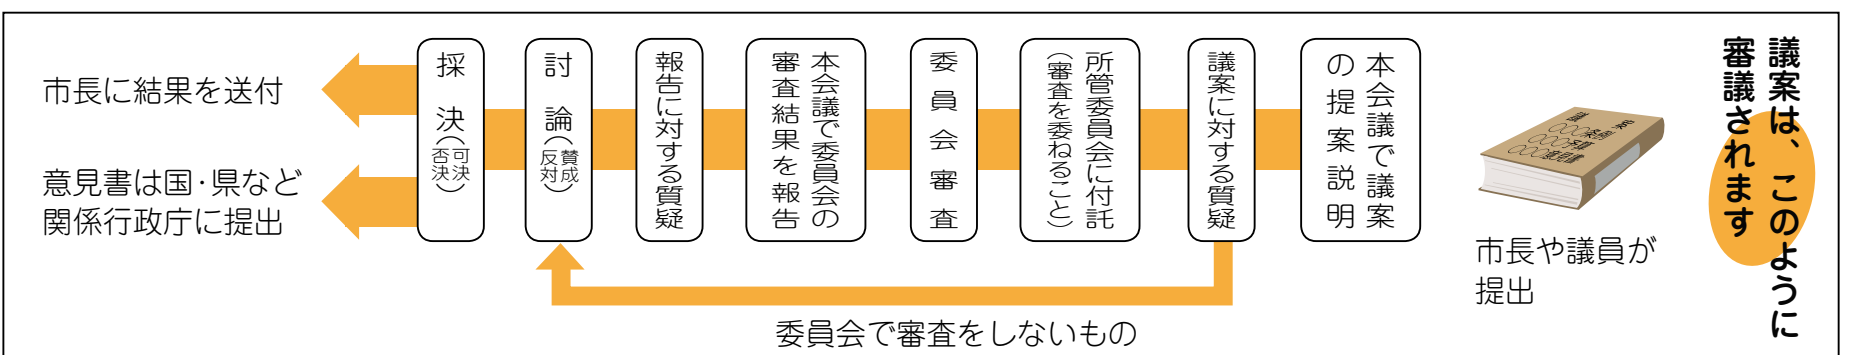 議案は、このように
審議されます
市長や議員が
提出
本会議で議案
の提案説明
議案に対する質疑
所管委員会に付託
（審査を委ねること）
委員会審査
本会議で委員会の
審査結果を報告
報告に対する質疑
討論（賛成
反対）
採決（可決
否決）
市長に結果を送付
意見書は国・県など
関係行政庁に提出
委員会で審査をしないもの